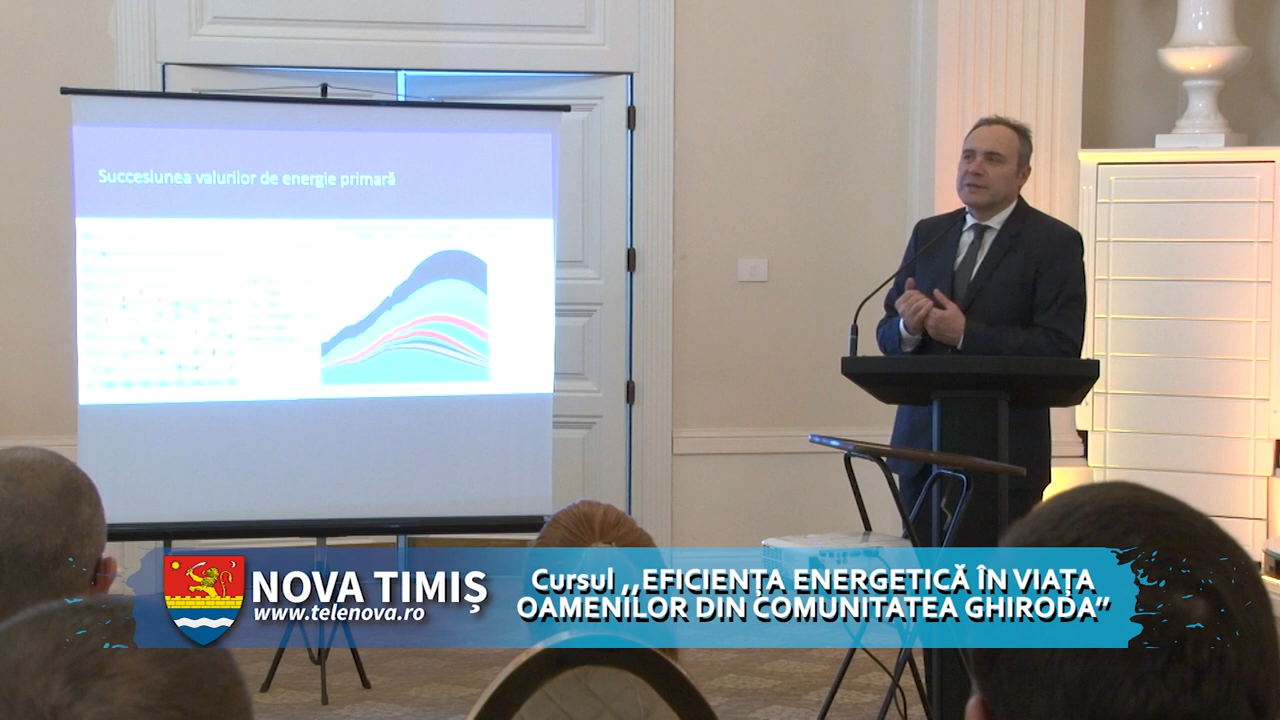 Succesiunea valurilor de energie primară
NOVA TIMIȘ
www.telenova.ro
Cursul ,,EFICIENȚA ENERGETICĂ ÎN VIAȚA
OAMENILOR DIN COMUNITATEA GHIRODA”